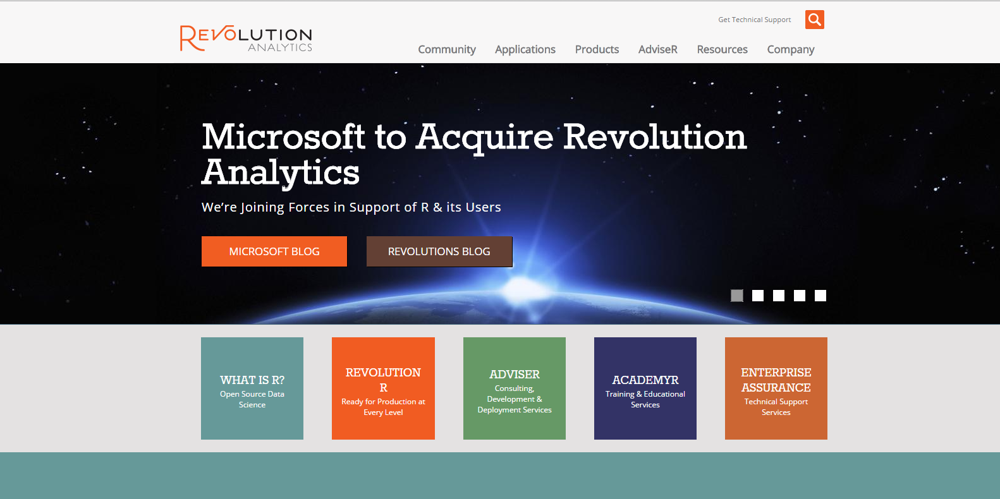 Get Technical Support
REVOLUTION
ANALYTICS
Community Applications Products AdviseR Resources Company
Microsoft to Acquire Revolution
Analytics
We're Joining Forces in Support of R & its Users
MICROSOFT BLOG
REVOLUTIONS BLOG
WHAT IS R?
Open Source Data
Science
REVOLUTION
R
Ready for Production at
Every Level
ADVISER
Consulting,
Development &
Deployment Services
ACADEMYR
Training & Educational
Services
ENTERPRISE
ASSURANCE
Technical Support
Services